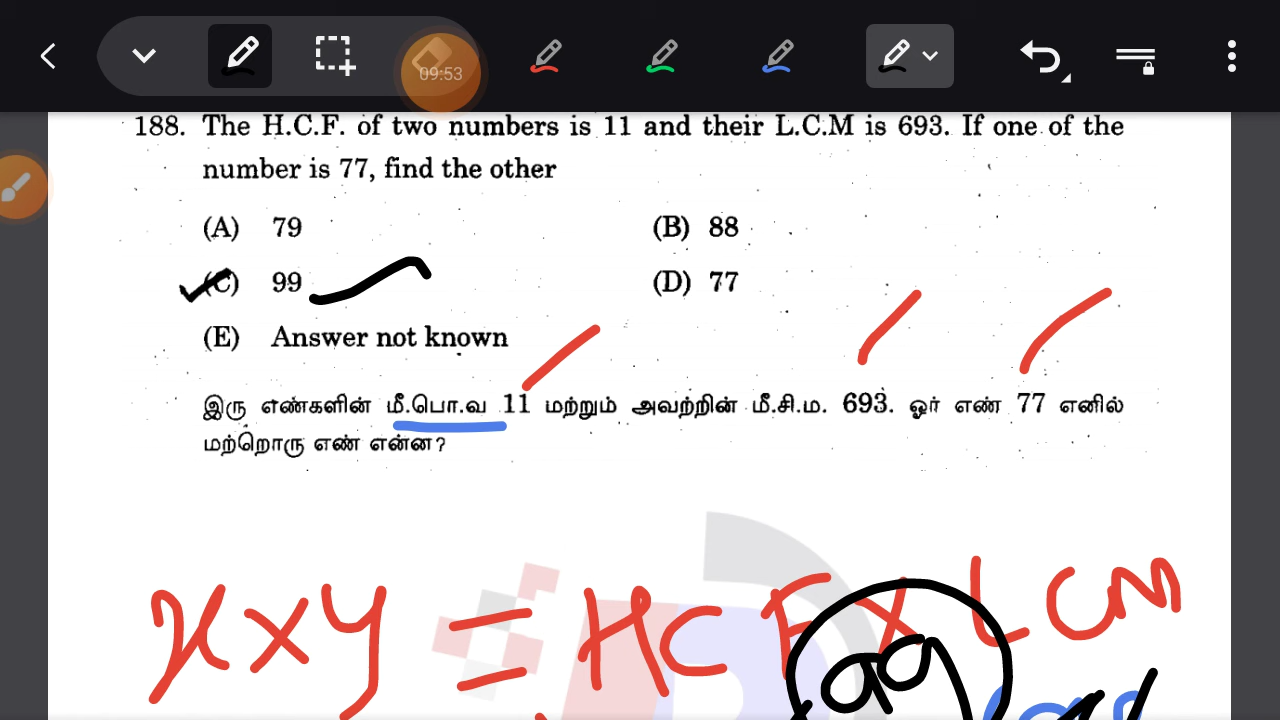 09:53
188. The H.C.F. of two numbers is 11 and their L.C.M is 693. If one of the
number is 77, find the other
(A) 79
(B) 88
(C) 99
(D) 77
(E) Answer not known
இரு எண்களின் மீ.பொ.வ 11 மற்றும் அவற்றின் மீ.சி.ம. 693. ஓர் எண் 77 எனில்
மற்றொரு எண் என்ன?
x x y = HCF x LCM
99